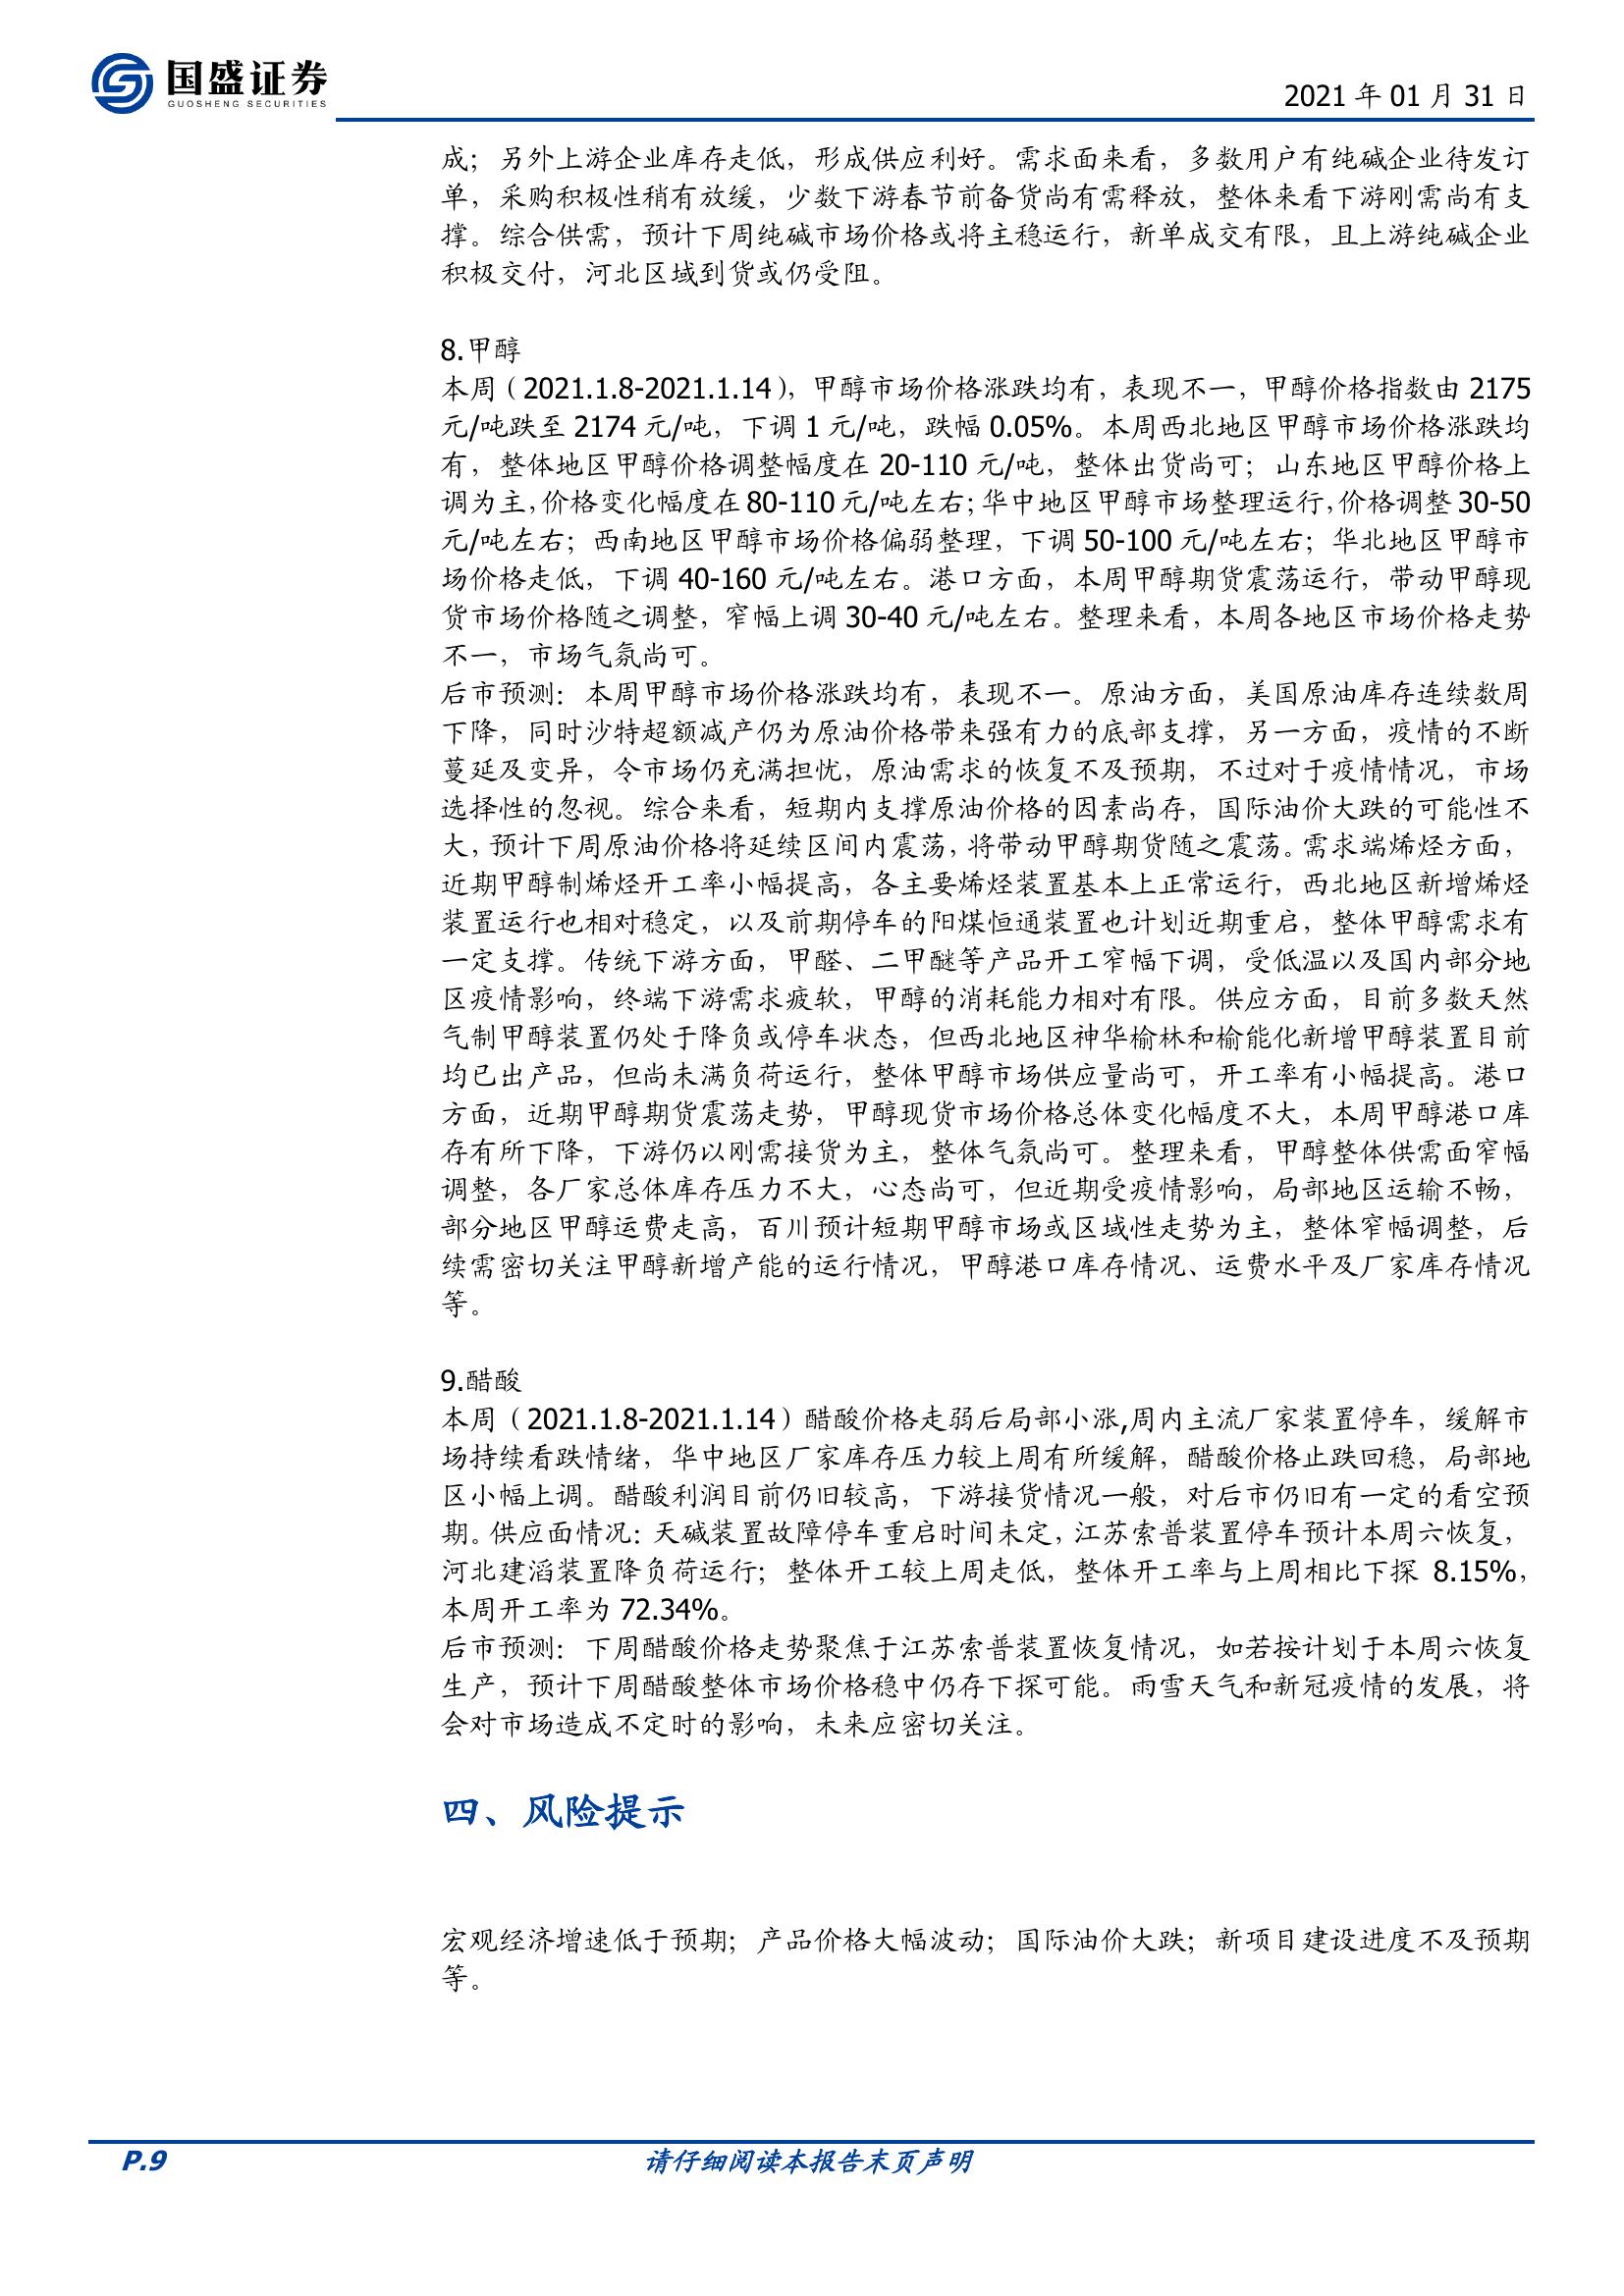 国盛证券
GUOSHENG SECURITIES
2021 年 01 月 31 日
成；另外上游企业库存走低，形成供应利好。需求面来看，多数用户有纯碱企业待发订
单，采购积极性稍有放缓，少数下游春节前备货尚有需释放，整体来看下游刚需尚有支
撑。综合供需，预计下周纯碱市场价格或将主稳运行，新单成交有限，且上游纯碱企业
积极交付，河北区域到货或仍受阻。
8.甲醇
本周（2021.1.8-2021.1.14），甲醇市场价格涨跌均有，表现不一，甲醇价格指数由 2175
元/吨跌至 2174 元/吨，下调 1 元/吨，跌幅 0.05%。本周西北地区甲醇市场价格涨跌均
有，整体地区甲醇价格调整幅度在 20-110 元/吨，整体出货尚可；山东地区甲醇价格上
调为主，价格变化幅度在 80-110 元/吨左右；华中地区甲醇市场整理运行，价格调整 30-50
元/吨左右；西南地区甲醇市场价格偏弱整理，下调 50-100 元/吨左右；华北地区甲醇市
场价格走低，下调 40-160 元/吨左右。港口方面，本周甲醇期货震荡运行，带动甲醇现
货市场价格随之调整，窄幅上调 30-40 元/吨左右。整理来看，本周各地区市场价格走势
不一，市场气氛尚可。
后市预测：本周甲醇市场价格涨跌均有，表现不一。原油方面，美国原油库存连续数周
下降，同时沙特超额减产仍为原油价格带来强有力的底部支撑，另一方面，疫情的不断
蔓延及变异，令市场仍充满担忧，原油需求的恢复不及预期，不过对于疫情情况，市场
选择性的忽视。综合来看，短期内支撑原油价格的因素尚存，国际油价大跌的可能性不
大，预计下周原油价格将延续区间内震荡，将带动甲醇期货随之震荡。需求端烯烃方面，
近期甲醇制烯烃开工率小幅提高，各主要烯烃装置基本上正常运行，西北地区新增烯烃
装置运行也相对稳定，以及前期停车的阳煤恒通装置也计划近期重启，整体甲醇需求有
一定支撑。传统下游方面，甲醛、二甲醚等产品开工窄幅下调，受低温以及国内部分地
区疫情影响，终端下游需求疲软，甲醇的消耗能力相对有限。供应方面，目前多数天然
气制甲醇装置仍处于降负或停车状态，但西北地区神华榆林和榆能化新增甲醇装置目前
均已出产品，但尚未满负荷运行，整体甲醇市场供应量尚可，开工率有小幅提高。港口
方面，近期甲醇期货震荡走势，甲醇现货市场价格总体变化幅度不大，本周甲醇港口库
存有所下降，下游仍以刚需接货为主，整体气氛尚可。整理来看，甲醇整体供需面窄幅
调整，各厂家总体库存压力不大，心态尚可，但近期受疫情影响，局部地区运输不畅，
部分地区甲醇运费走高，百川预计短期甲醇市场或区域性走势为主，整体窄幅调整，后
续需密切关注甲醇新增产能的运行情况，甲醇港口库存情况、运费水平及厂家库存情况
等。
9.醋酸
本周（2021.1.8-2021.1.14）醋酸价格走弱后局部小涨,周内主流厂家装置停车，缓解市
场持续看跌情绪，华中地区厂家库存压力较上周有所缓解，醋酸价格止跌回稳，局部地
区小幅上调。醋酸利润目前仍旧较高，下游接货情况一般，对后市仍旧有一定的看空预
期。供应面情况：天碱装置故障停车重启时间未定，江苏索普装置停车预计本周六恢复，
河北建滔装置降负荷运行；整体开工较上周走低，整体开工率与上周相比下探 8.15%，
本周开工率为 72.34%。
后市预测：下周醋酸价格走势聚焦于江苏索普装置恢复情况，如若按计划于本周六恢复
生产，预计下周醋酸整体市场价格稳中仍存下探可能。雨雪天气和新冠疫情的发展，将
会对市场造成不定时的影响，未来应密切关注。
四、风险提示
宏观经济增速低于预期；产品价格大幅波动；国际油价大跌；新项目建设进度不及预期
等。
P.9
请仔细阅读本报告末页声明